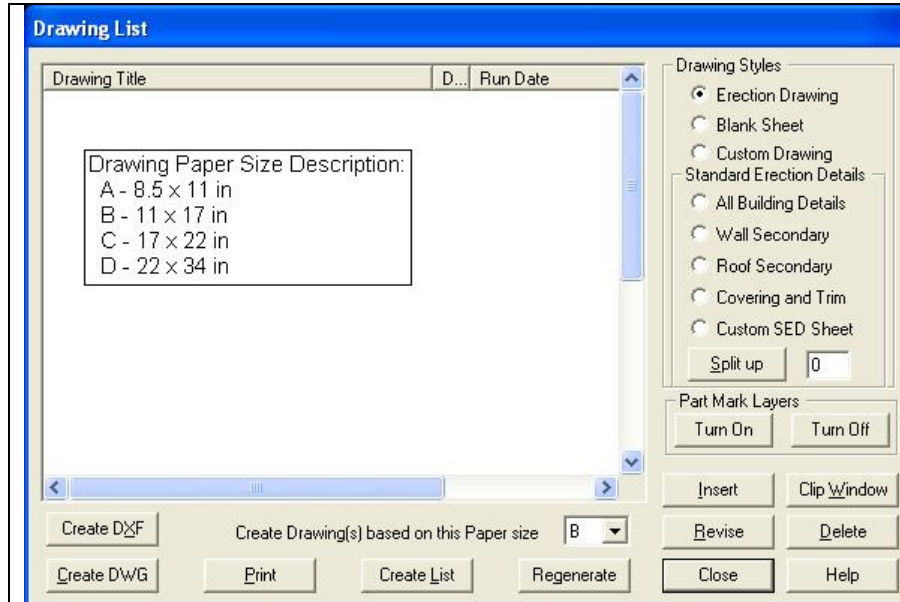 Drawing List
Drawing Title D... Run Date
Drawing Paper Size Description:
A - 8.5 x 11 in
B - 11 x 17 in
C - 17 x 22 in
D - 22 x 34 in
Drawing Styles
Erection Drawing
Blank Sheet
Custom Drawing
Standard Erection Details
All Building Details
Wall Secondary
Roof Secondary
Covering and Trim
Custom SED Sheet
Split up 0
Part Mark Layers
Turn On Turn Off
Insert Clip Window
Create DXF Create Drawing(s) based on this Paper size B Revise Delete
Create DWG Print Create List Regenerate Close Help